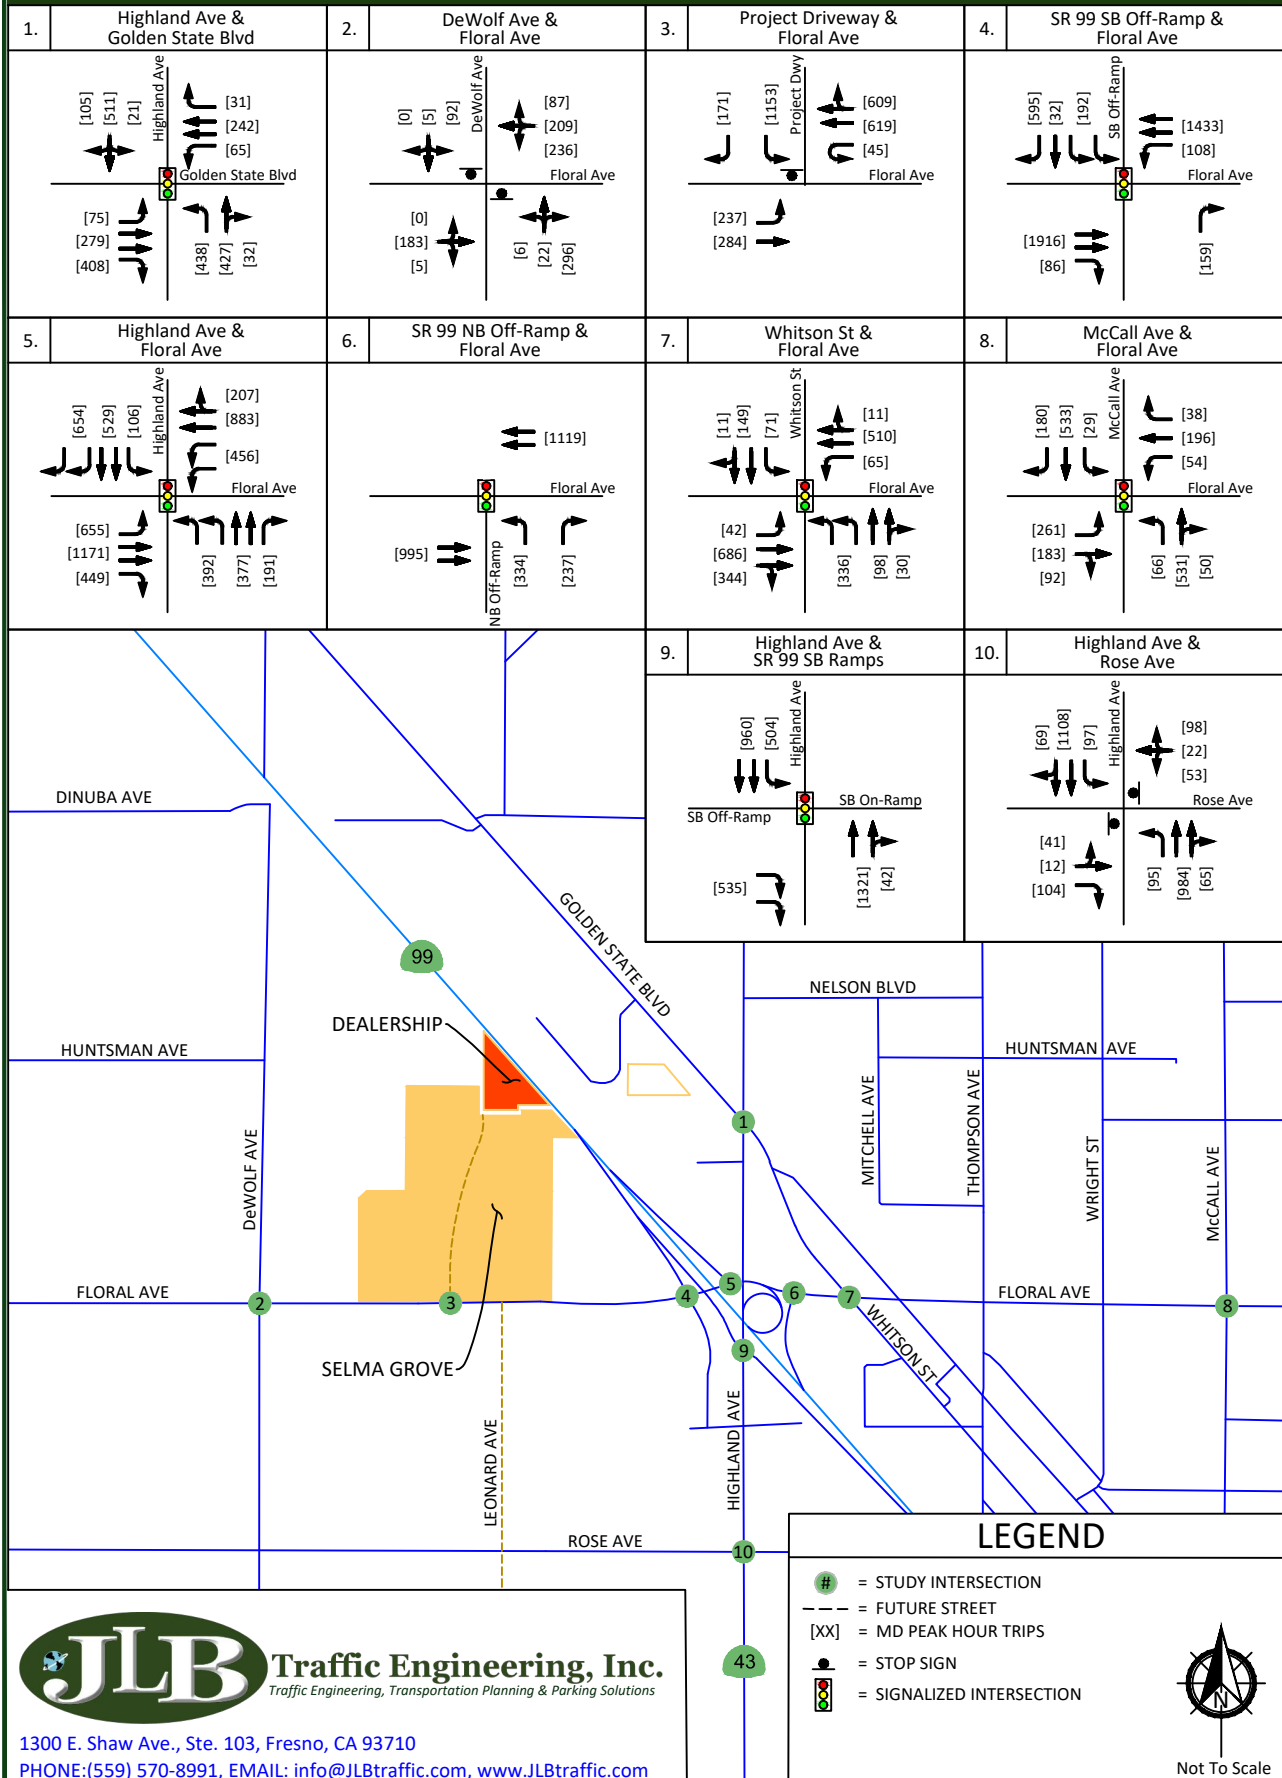 1.
Highland Ave &
Golden State Blvd
[105]
[511]
[21]
Highland Ave
[31]
[242]
[65]
Golden State Blvd
[75]
[279]
[408]
[438]
[427]
[32]
2.
DeWolf Ave &
Floral Ave
[0]
[5]
[92]
DeWolf Ave
[87]
[209]
[236]
Floral Ave
[0]
[183]
[5]
[6]
[22]
[296]
3.
Project Driveway &
Floral Ave
[171]
[1153]
Project Dwy
[609]
[619]
[45]
Floral Ave
[237]
[284]
4.
SR 99 SB Off-Ramp &
Floral Ave
[595]
[32]
[192]
SB Off-Ramp
[1433]
[108]
Floral Ave
[1916]
[86]
[159]
5.
Highland Ave &
Floral Ave
[654]
[529]
[106]
Highland Ave
[207]
[883]
[456]
Floral Ave
[655]
[1171]
[449]
[392]
[377]
[191]
6.
SR 99 NB Off-Ramp &
Floral Ave
[1119]
Floral Ave
[995]
NB Off-Ramp
[334]
[237]
7.
Whitson St &
Floral Ave
[11]
[149]
[71]
Whitson St
[11]
[510]
[65]
Floral Ave
[42]
[686]
[344]
[336]
[98]
[30]
8.
McCall Ave &
Floral Ave
[180]
[533]
[29]
McCall Ave
[38]
[196]
[54]
Floral Ave
[261]
[183]
[92]
[66]
[531]
[50]
9.
Highland Ave &
SR 99 SB Ramps
[960]
[504]
Highland Ave
SB On-Ramp
SB Off-Ramp
[535]
[1321]
[42]
10.
Highland Ave &
Rose Ave
[69]
[1108]
[97]
Highland Ave
[98]
[22]
[53]
Rose Ave
[41]
[12]
[104]
[95]
[984]
[65]
DINUBA AVE
GOLDEN STATE BLVD
99
NELSON BLVD
DEALERSHIP
HUNTSMAN AVE
HUNTSMAN AVE
MITCHELL AVE
THOMPSON AVE
WRIGHT ST
McCALL AVE
DeWOLF AVE
1
FLORAL AVE
2
3
4
5
6
7
FLORAL AVE
8
9
WHITSON ST
SELMA GROVE
HIGHLAND AVE
LEONARD AVE
ROSE AVE
10
43
LEGEND
# = STUDY INTERSECTION
= FUTURE STREET
[XX] = MD PEAK HOUR TRIPS
= STOP SIGN
= SIGNALIZED INTERSECTION
N
Not To Scale
JLB Traffic Engineering, Inc.
Traffic Engineering, Transportation Planning & Parking Solutions
1300 E. Shaw Ave., Ste. 103, Fresno, CA 93710
PHONE:(559) 570-8991, EMAIL: info@JLBtraffic.com, www.JLBtraffic.com